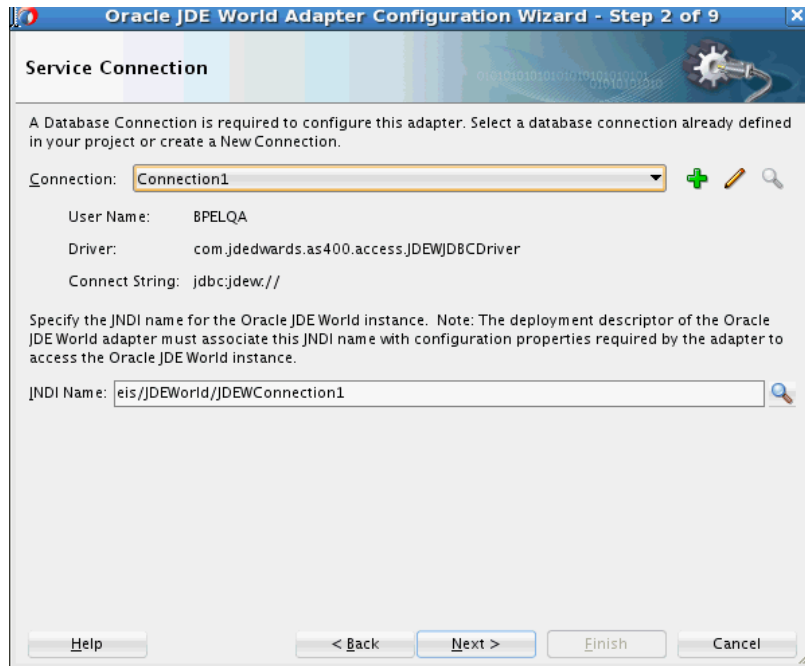 Oracle JDE World Adapter Configuration Wizard - Step 2 of 9
Service Connection
A Database Connection is required to configure this adapter. Select a database connection already defined
in your project or create a New Connection.
Connection: Connection1
User Name: BPELQA
Driver: com.jdedwards.as400.access.JDEWJDBCDriver
Connect String: jdbc:jdew://
Specify the JNDI name for the Oracle JDE World instance. Note: The deployment descriptor of the Oracle
JDE World adapter must associate this JNDI name with configuration properties required by the adapter to
access the Oracle JDE World instance.
JNDI Name: eis/JDEWorld/JDEWConnection1
Help < Back Next > Finish Cancel